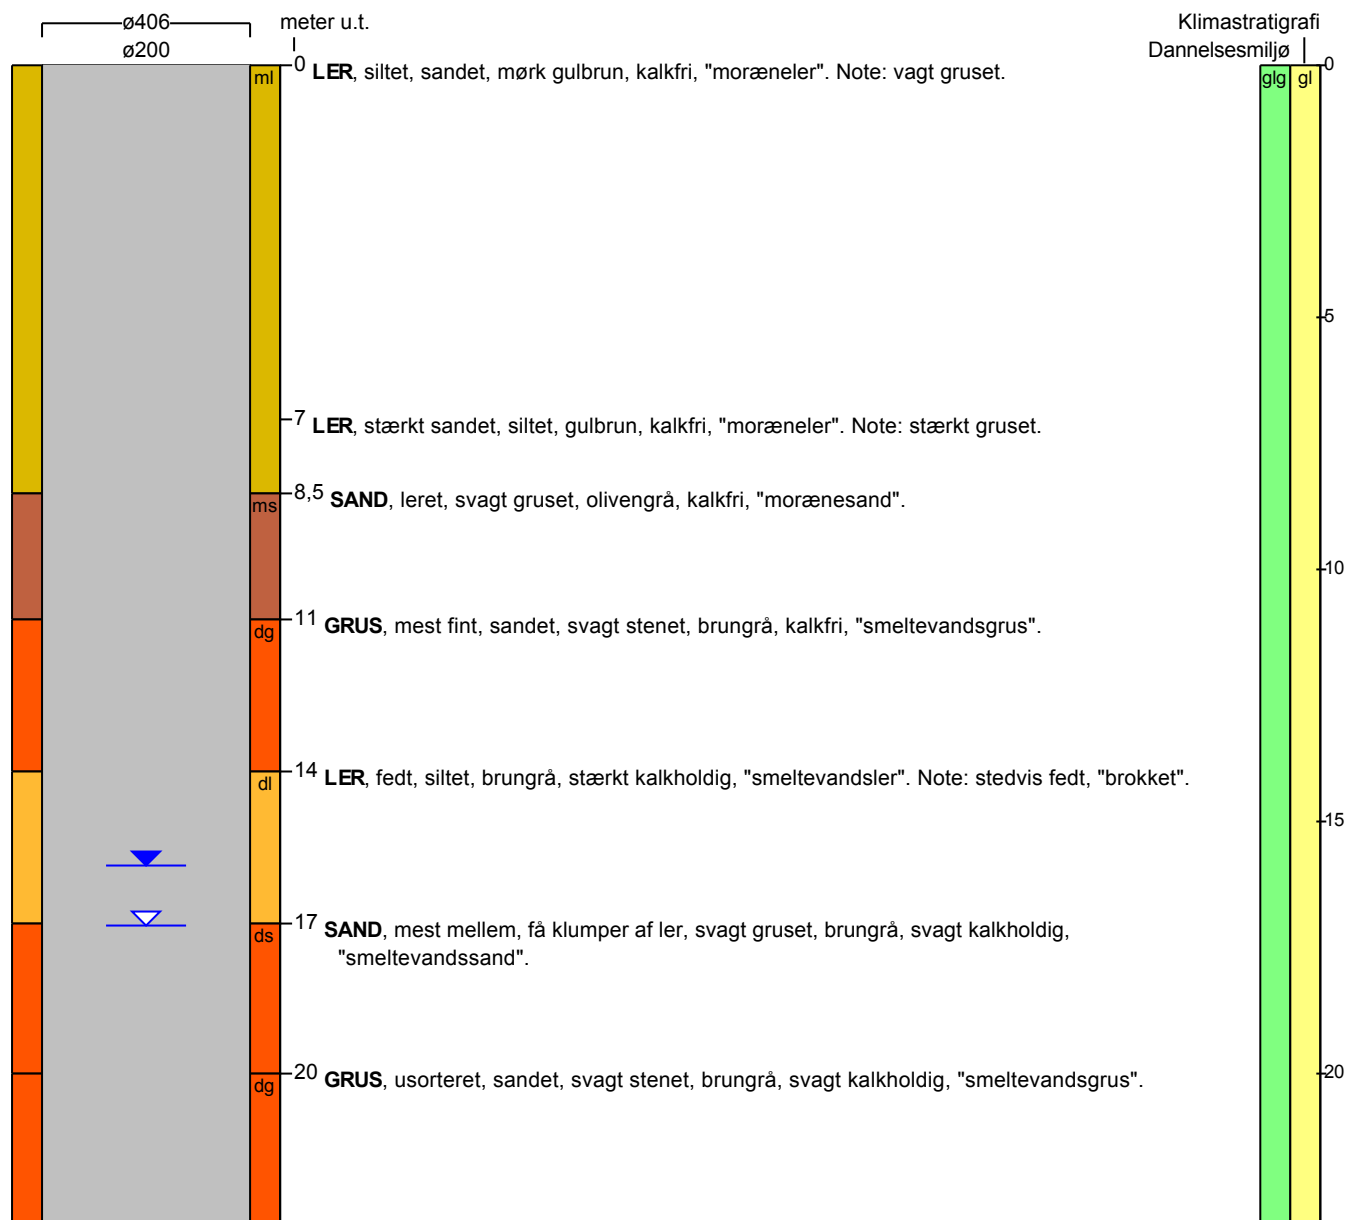 ø406
meter u.t.
Klimastratigrafi
ø200
Dannelsesmiljø
0
ml
LER, siltet, sandet, mørk gulbrun, kalkfri, "moræneler". Note: vagt gruset.
glg
gl
0
5
7
LER, stærkt sandet, siltet, gulbrun, kalkfri, "moræneler". Note: stærkt gruset.
8,5
ms
SAND, leret, svagt gruset, olivengrå, kalkfri, "morænesand".
10
11
dg
GRUS, mest fint, sandet, svagt stenet, brungrå, kalkfri, "smeltevandsgrus".
14
dl
LER, fedt, siltet, brungrå, stærkt kalkholdig, "smeltevandsler". Note: stedvis fedt, "brokket".
15
17
ds
SAND, mest mellem, få klumper af ler, svagt gruset, brungrå, svagt kalkholdig,
"smeltevandssand".
20
dg
GRUS, usorteret, sandet, svagt stenet, brungrå, svagt kalkholdig, "smeltevandsgrus".
20